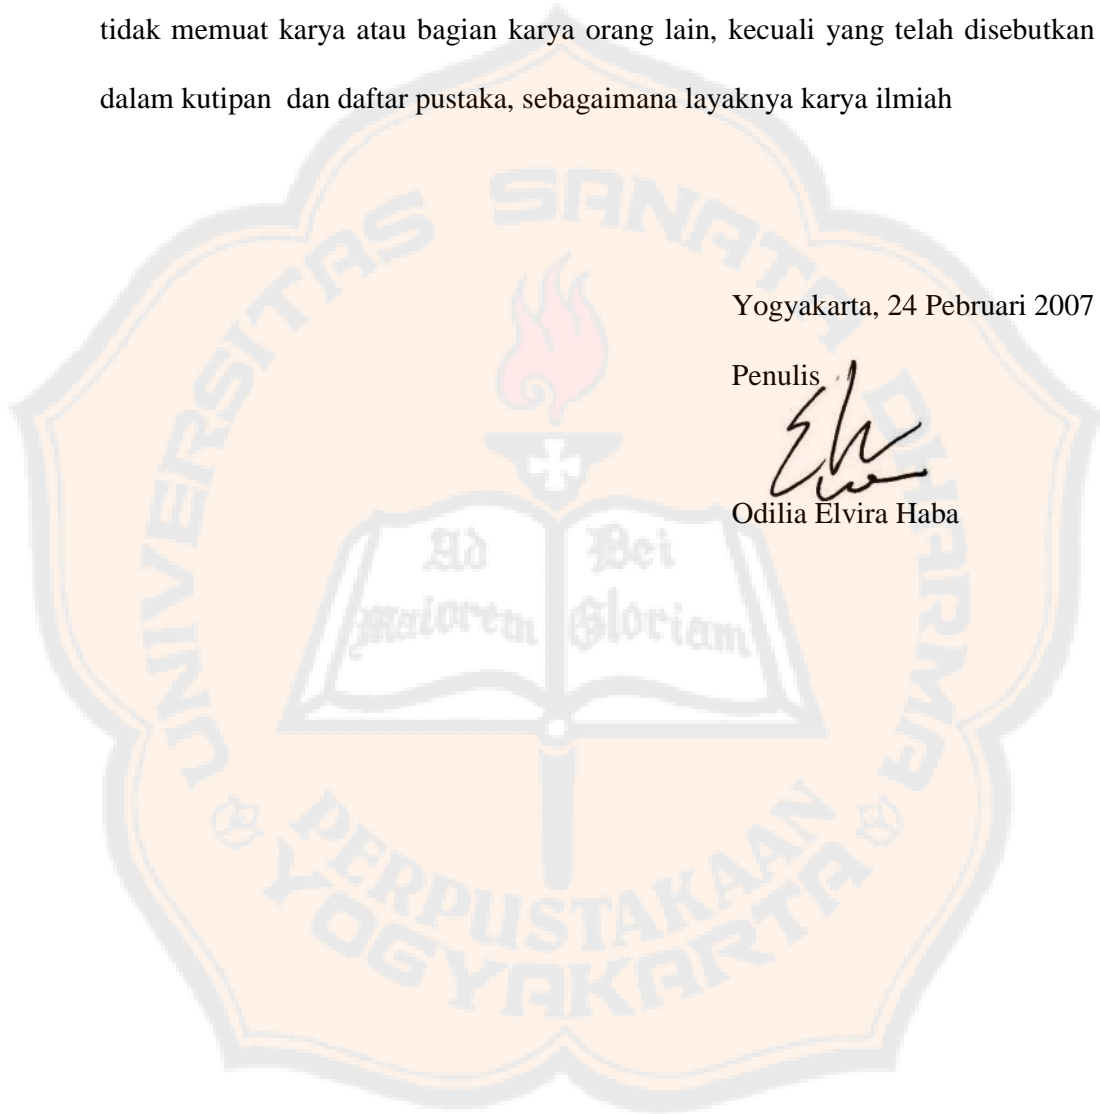 tidak memuat karya atau bagian karya orang lain, kecuali yang telah disebutkan
dalam kutipan dan daftar pustaka, sebagaimana layaknya karya ilmiah
UNIVERSITAS SANATA DHARMA
Yogyakarta, 24 Pebruari 2007
Penulis
Odilia Elvira Haba
Ad
Maiorem
Dei
Gloriam
PERPUSTAKAAN
YOGYAKARTA